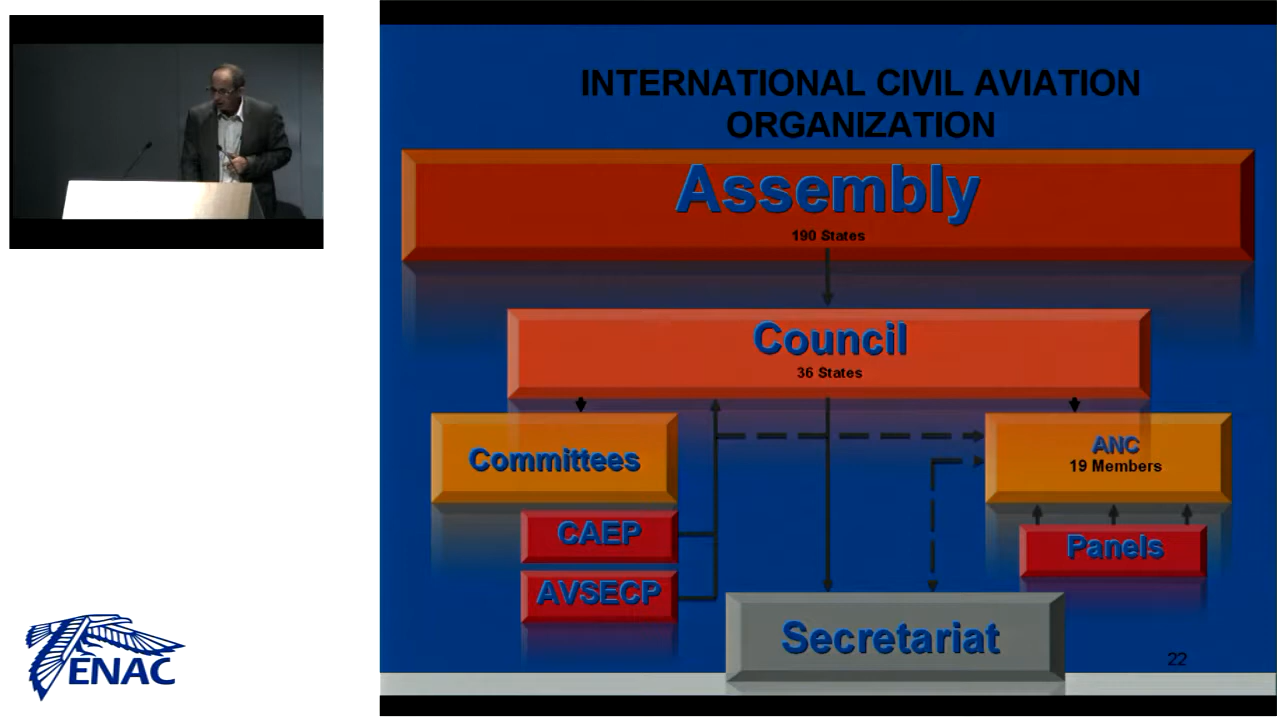 INTERNATIONAL CIVIL AVIATION
ORGANIZATION
Assembly
190 States
Council
36 States
Committees
ANC
19 Members
CAEP
Panels
AVSECP
Secretariat
22
ENAC